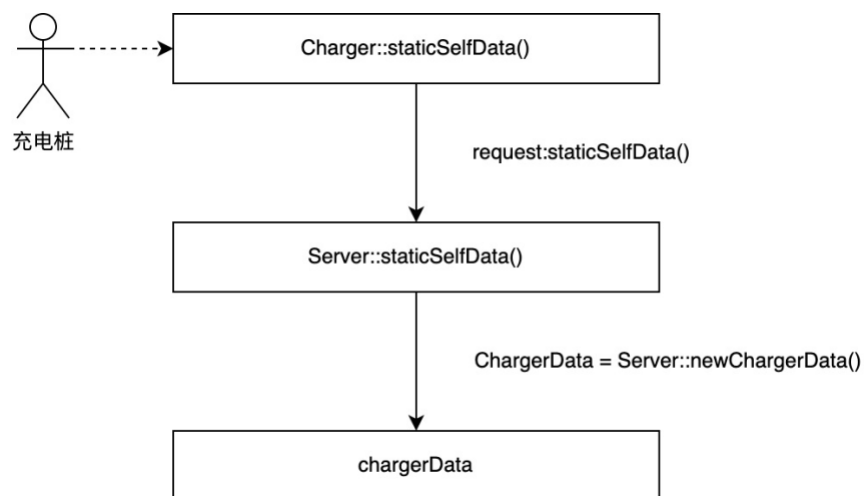 Charger::staticSelfData()
充电桩
request:staticSelfData()
Server::staticSelfData()
ChargerData = Server::newChargerData()
chargerData